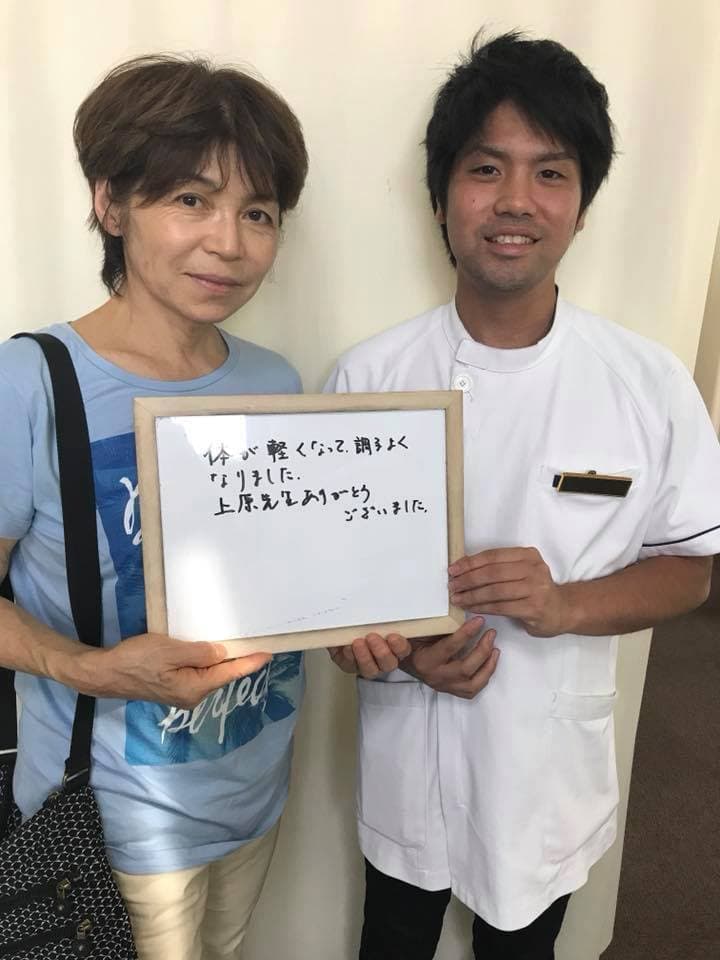 体が軽くなって、調子よく
なりました。
上原先生ありがとう
ございました。
perfec